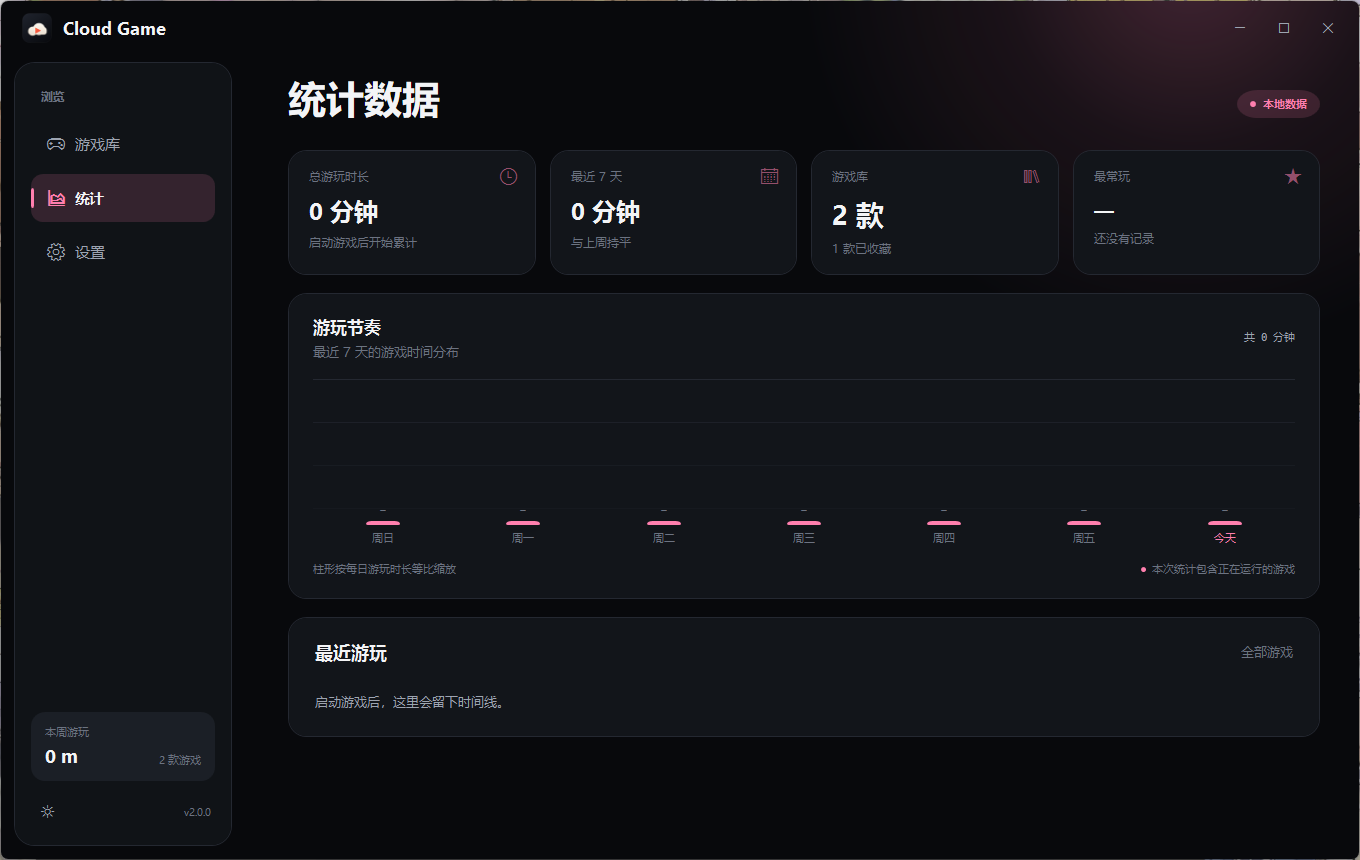 Cloud Game
浏览
游戏库
统计
设置
本周游玩
0 m
2 款游戏
v2.0.0
统计数据
本地数据
总游玩时长
0 分钟
启动游戏后开始累计
最近 7 天
0 分钟
与上周持平
游戏库
2 款
1 款已收藏
最常玩
—
还没有记录
游玩节奏
最近 7 天的游戏时间分布
共 0 分钟
– – – – – – –
周日 周一 周二 周三 周四 周五 今天
柱形按每日游玩时长等比缩放
本次统计包含正在运行的游戏
最近游玩
全部游戏
启动游戏后，这里会留下时间线。